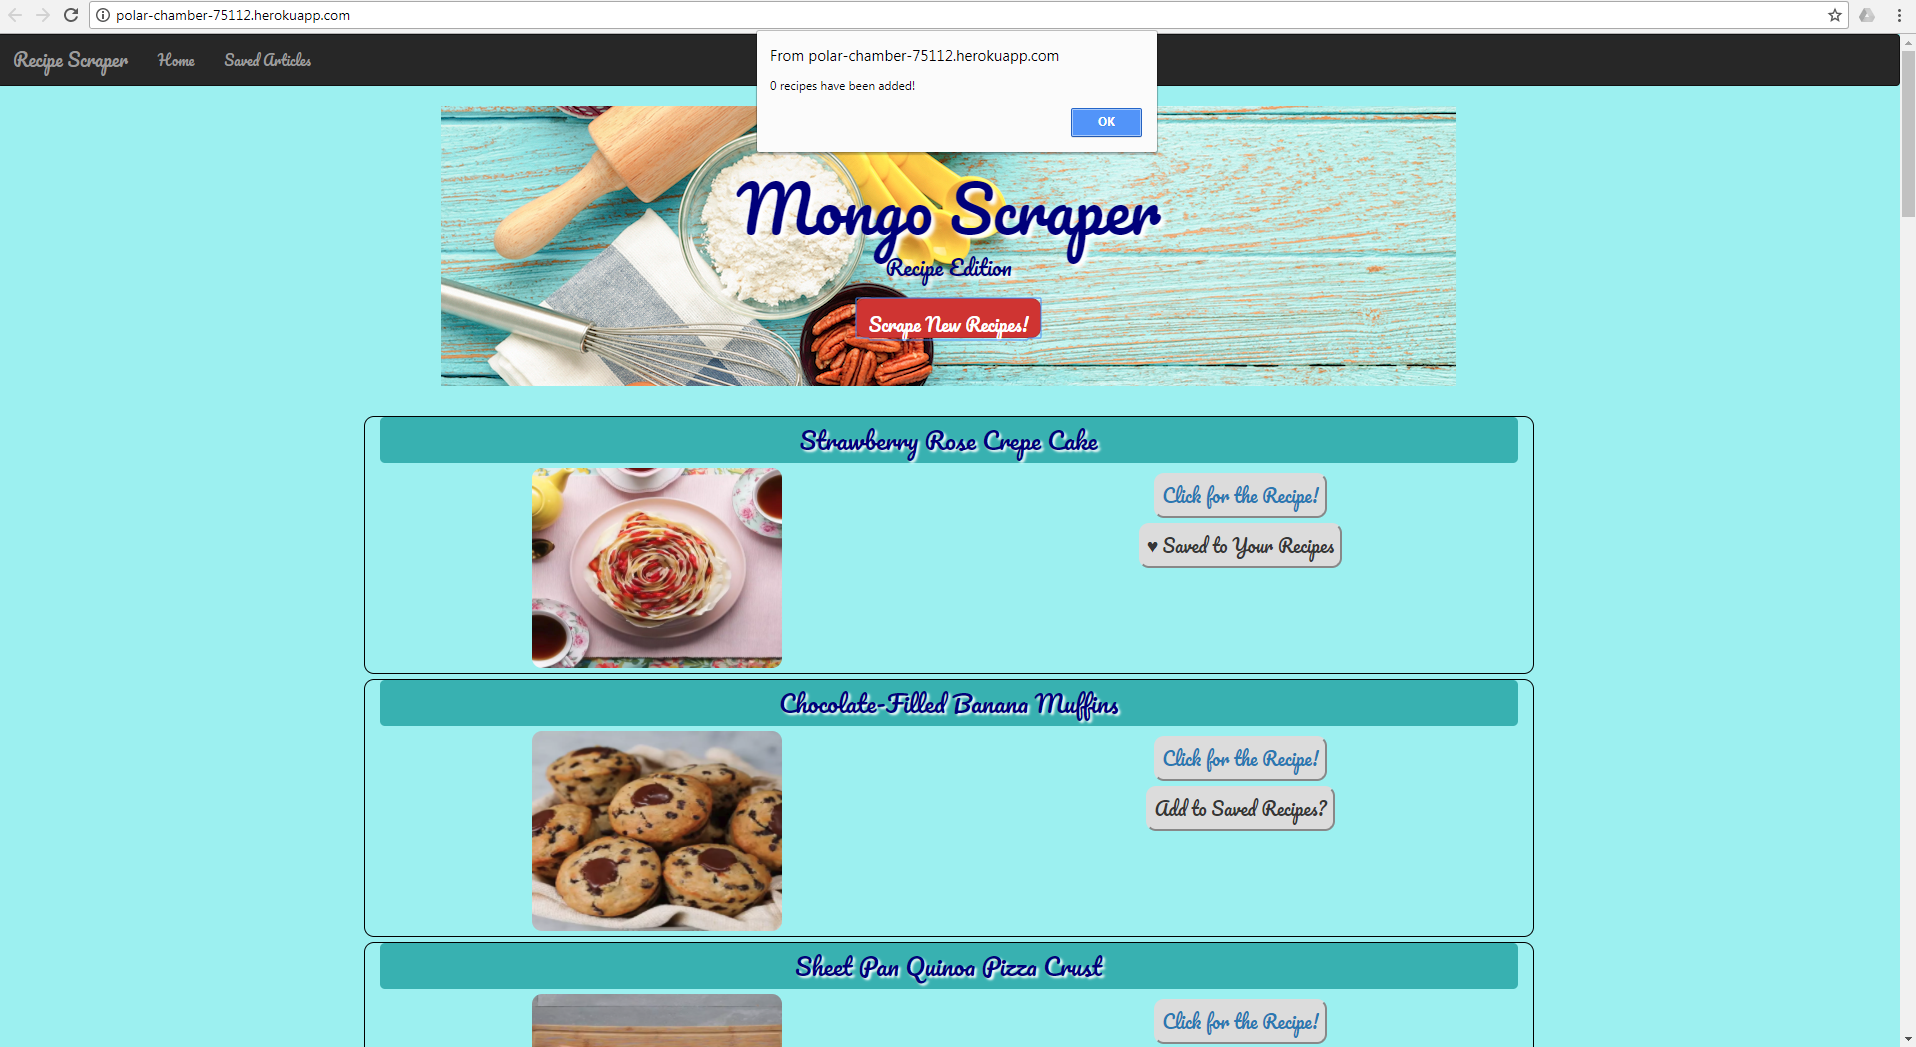 polar-chamber-75112.herokuapp.com
Recipe Scraper Home Saved Articles
From polar-chamber-75112.herokuapp.com
0 recipes have been added!
OK
Mongo Scraper
Recipe Edition
Scrape New Recipes!
Strawberry Rose Crepe Cake
Click for the Recipe!
♥ Saved to Your Recipes
Chocolate-Filled Banana Muffins
Click for the Recipe!
Add to Saved Recipes?
Sheet Pan Quinoa Pizza Crust
Click for the Recipe!